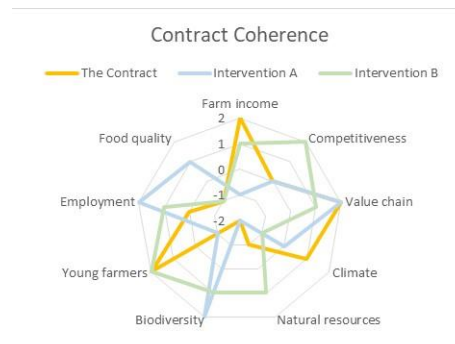 Contract Coherence
The Contract Intervention A Intervention B
Farm income
2
Food quality
Competitiveness
1
0
-1
Employment
Value chain
-2
Young farmers
Climate
Biodiversity
Natural resources